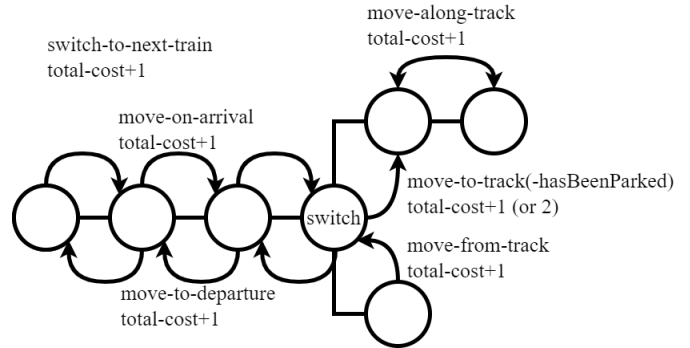 move-along-track
total-cost+1
switch-to-next-train
total-cost+1
move-on-arrival
total-cost+1
move-to-track(-hasBeenParked)
total-cost+1 (or 2)
switch
move-from-track
total-cost+1
move-to-departure
total-cost+1